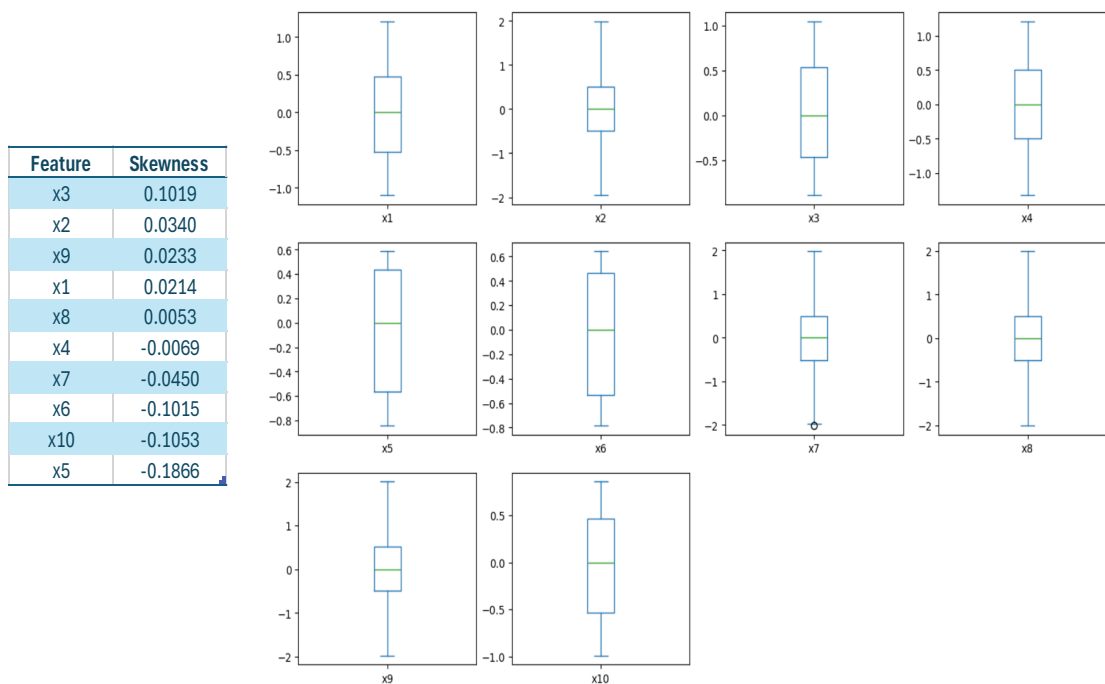 Feature Skewness
x3 0.1019
x2 0.0340
x9 0.0233
x1 0.0214
x8 0.0053
x4 -0.0069
x7 -0.0450
x6 -0.1015
x10 -0.1053
x5 -0.1866
1.0
0.5
0.0
−0.5
−1.0
x1
2
1
0
−1
−2
x2
1.0
0.5
0.0
−0.5
x3
1.0
0.5
0.0
−0.5
−1.0
x4
0.6
0.4
0.2
0.0
−0.2
−0.4
−0.6
−0.8
x5
0.6
0.4
0.2
0.0
−0.2
−0.4
−0.6
−0.8
x6
2
1
0
−1
−2
x7
2
1
0
−1
−2
x8
2
1
0
−1
−2
x9
0.5
0.0
−0.5
−1.0
x10